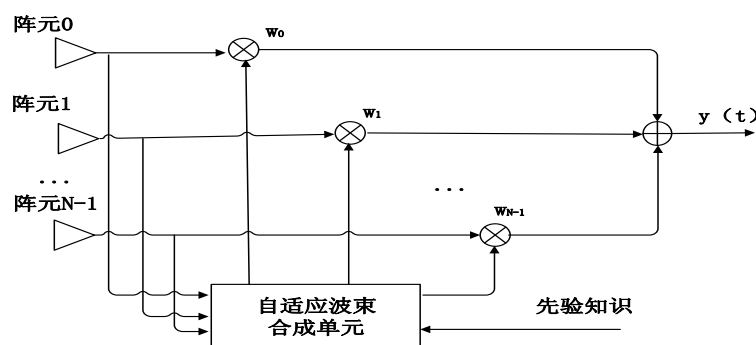 阵元0
W₀
阵元1
W₁
y (t)
...
阵元N-1
...
Wₙ₋₁
自适应波束
合成单元
先验知识